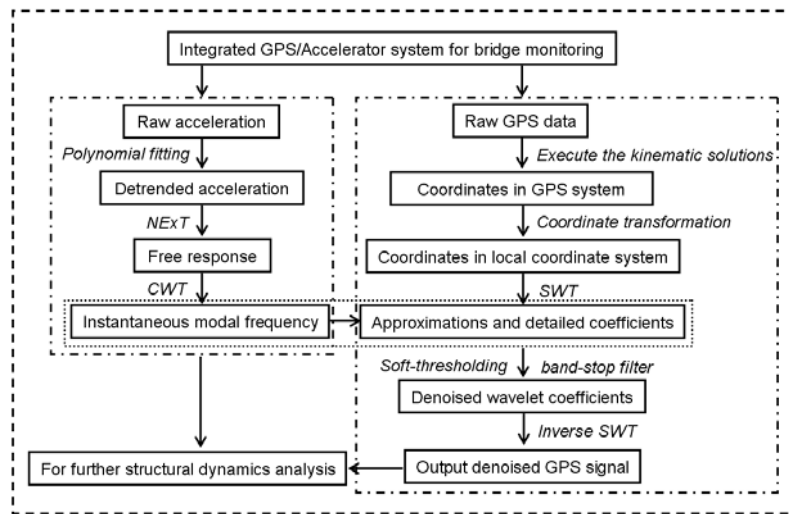 Integrated GPS/Accelerator system for bridge monitoring
Raw acceleration
Raw GPS data
Polynomial fitting
Execute the kinematic solutions
Detrended acceleration
Coordinates in GPS system
NExT
Coordinate transformation
Free response
Coordinates in local coordinate system
CWT
SWT
Instantaneous modal frequency
Approximations and detailed coefficients
Soft-thresholding
band-stop filter
Denoised wavelet coefficients
Inverse SWT
For further structural dynamics analysis
Output denoised GPS signal